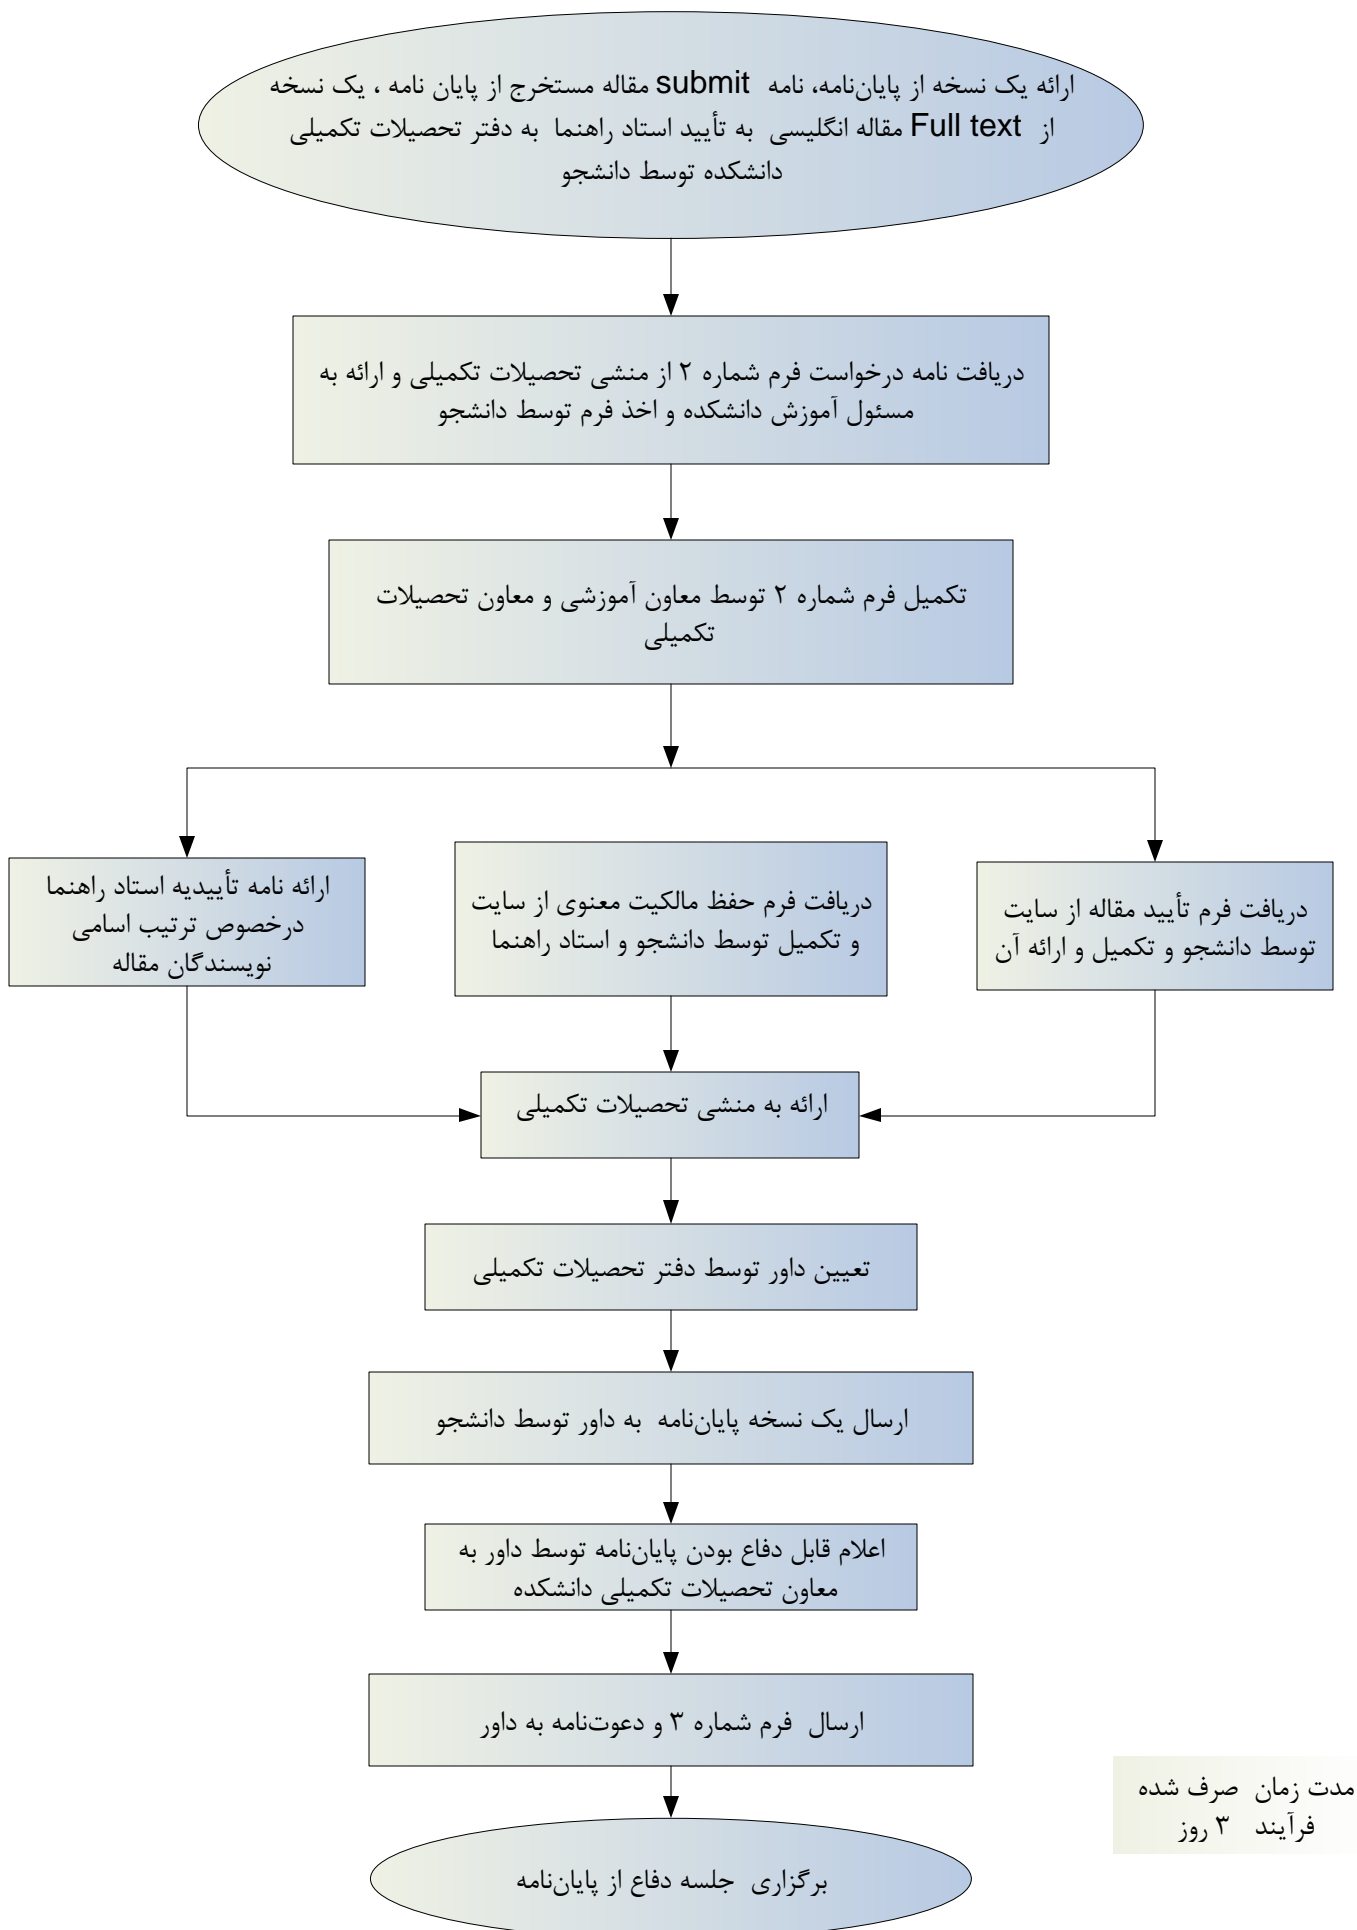 ارائه یک نسخه از پایان‌نامه، نامه submit مقاله مستخرج از پایان نامه ، یک نسخه
از Full text مقاله انگلیسی به تأیید استاد راهنما به دفتر تحصیلات تکمیلی
دانشکده توسط دانشجو
دریافت نامه درخواست فرم شماره ۲ از منشی تحصیلات تکمیلی و ارائه به
مسئول آموزش دانشکده و اخذ فرم توسط دانشجو
تکمیل فرم شماره ۲ توسط معاون آموزشی و معاون تحصیلات
تکمیلی
دریافت فرم تأیید مقاله از سایت
توسط دانشجو و تکمیل و ارائه آن
دریافت فرم حفظ مالکیت معنوی از سایت
و تکمیل توسط دانشجو و استاد راهنما
ارائه نامه تأییدیه استاد راهنما
درخصوص ترتیب اسامی
نویسندگان مقاله
ارائه به منشی تحصیلات تکمیلی
تعیین داور توسط دفتر تحصیلات تکمیلی
ارسال یک نسخه پایان‌نامه به داور توسط دانشجو
اعلام قابل دفاع بودن پایان‌نامه توسط داور به
معاون تحصیلات تکمیلی دانشکده
ارسال فرم شماره ۳ و دعوت‌نامه به داور
مدت زمان صرف شده
فرآیند ۳ روز
برگزاری جلسه دفاع از پایان‌نامه